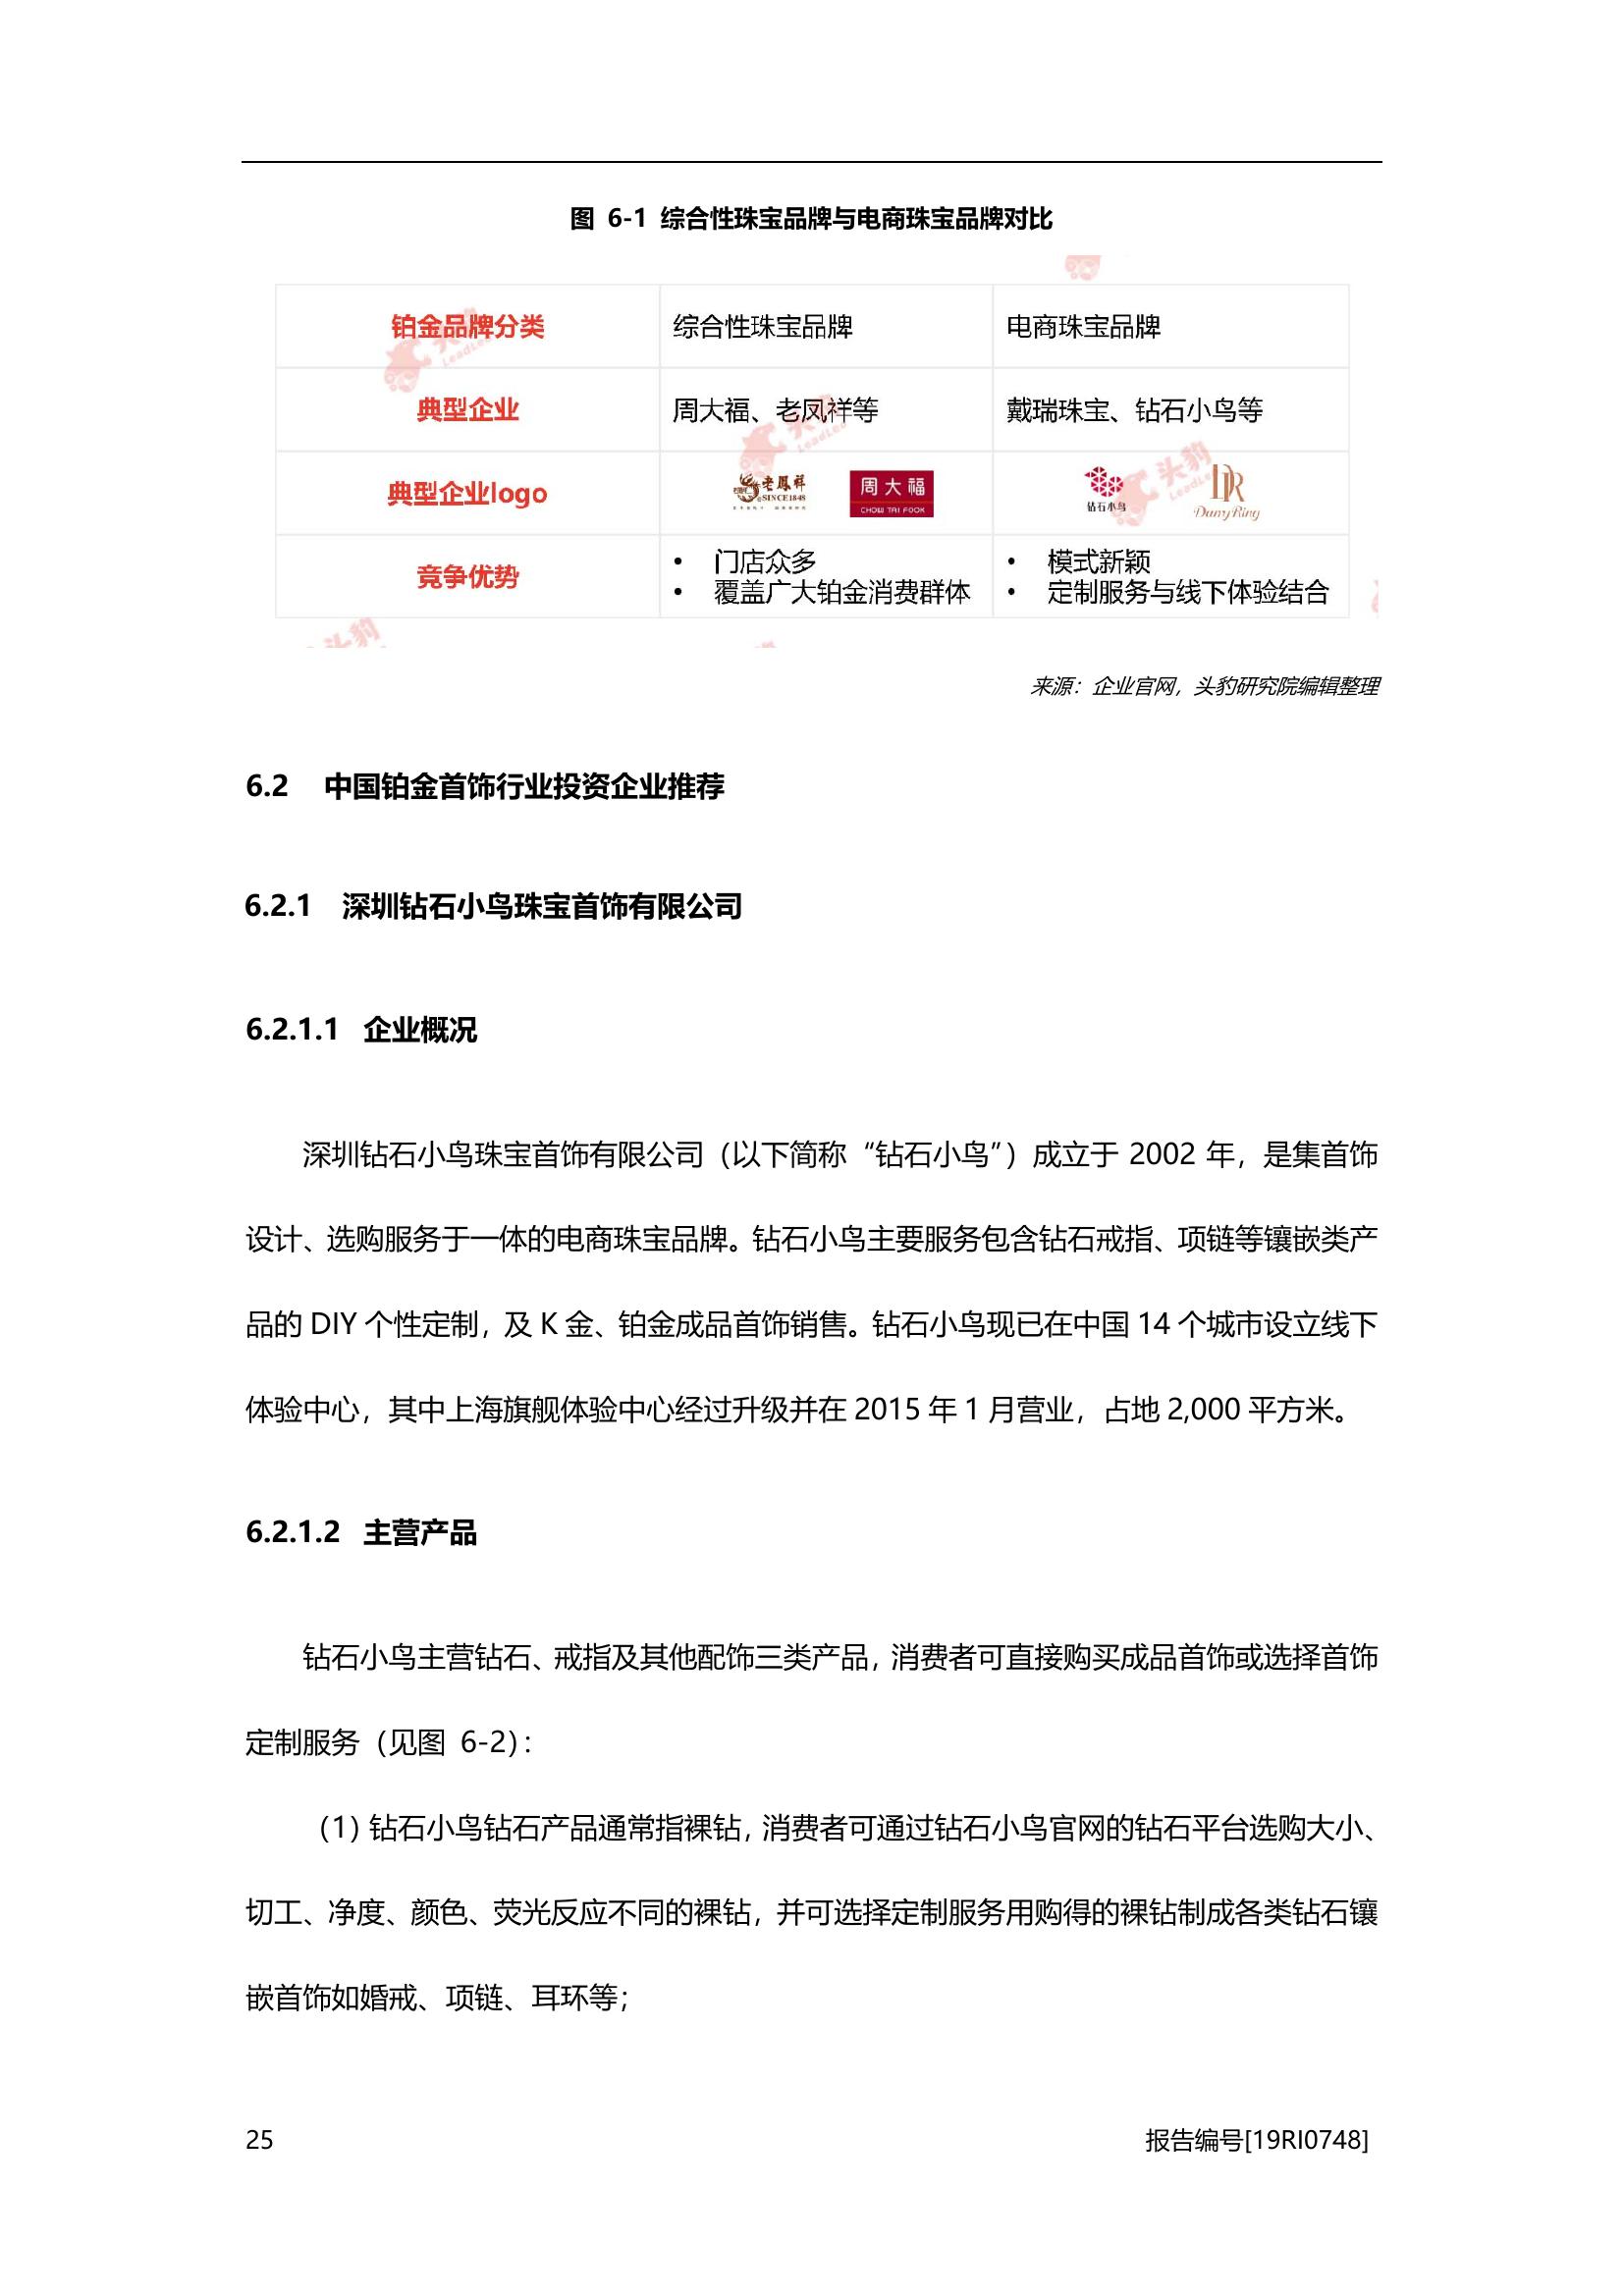 图 6-1 综合性珠宝品牌与电商珠宝品牌对比
铂金品牌分类 综合性珠宝品牌 电商珠宝品牌
典型企业 周大福、老凤祥等 戴瑞珠宝、钻石小鸟等
典型企业logo 老鳳祥 SINCE1848 周大福 CHOW TAI FOOK 钻石小鸟 DR Darry Ring
竞争优势
• 门店众多
• 覆盖广大铂金消费群体
• 模式新颖
• 定制服务与线下体验结合
头豹
来源：企业官网，头豹研究院编辑整理
6.2 中国铂金首饰行业投资企业推荐
6.2.1 深圳钻石小鸟珠宝首饰有限公司
6.2.1.1 企业概况
深圳钻石小鸟珠宝首饰有限公司（以下简称“钻石小鸟”）成立于 2002 年，是集首饰
设计、选购服务于一体的电商珠宝品牌。钻石小鸟主要服务包含钻石戒指、项链等镶嵌类产
品的 DIY 个性定制，及 K 金、铂金成品首饰销售。钻石小鸟现已在中国 14 个城市设立线下
体验中心，其中上海旗舰体验中心经过升级并在 2015 年 1 月营业，占地 2,000 平方米。
6.2.1.2 主营产品
钻石小鸟主营钻石、戒指及其他配饰三类产品，消费者可直接购买成品首饰或选择首饰
定制服务（见图 6-2）：
（1）钻石小鸟钻石产品通常指裸钻，消费者可通过钻石小鸟官网的钻石平台选购大小、
切工、净度、颜色、荧光反应不同的裸钻，并可选择定制服务用购得的裸钻制成各类钻石镶
嵌首饰如婚戒、项链、耳环等；
25 报告编号[19RI0748]